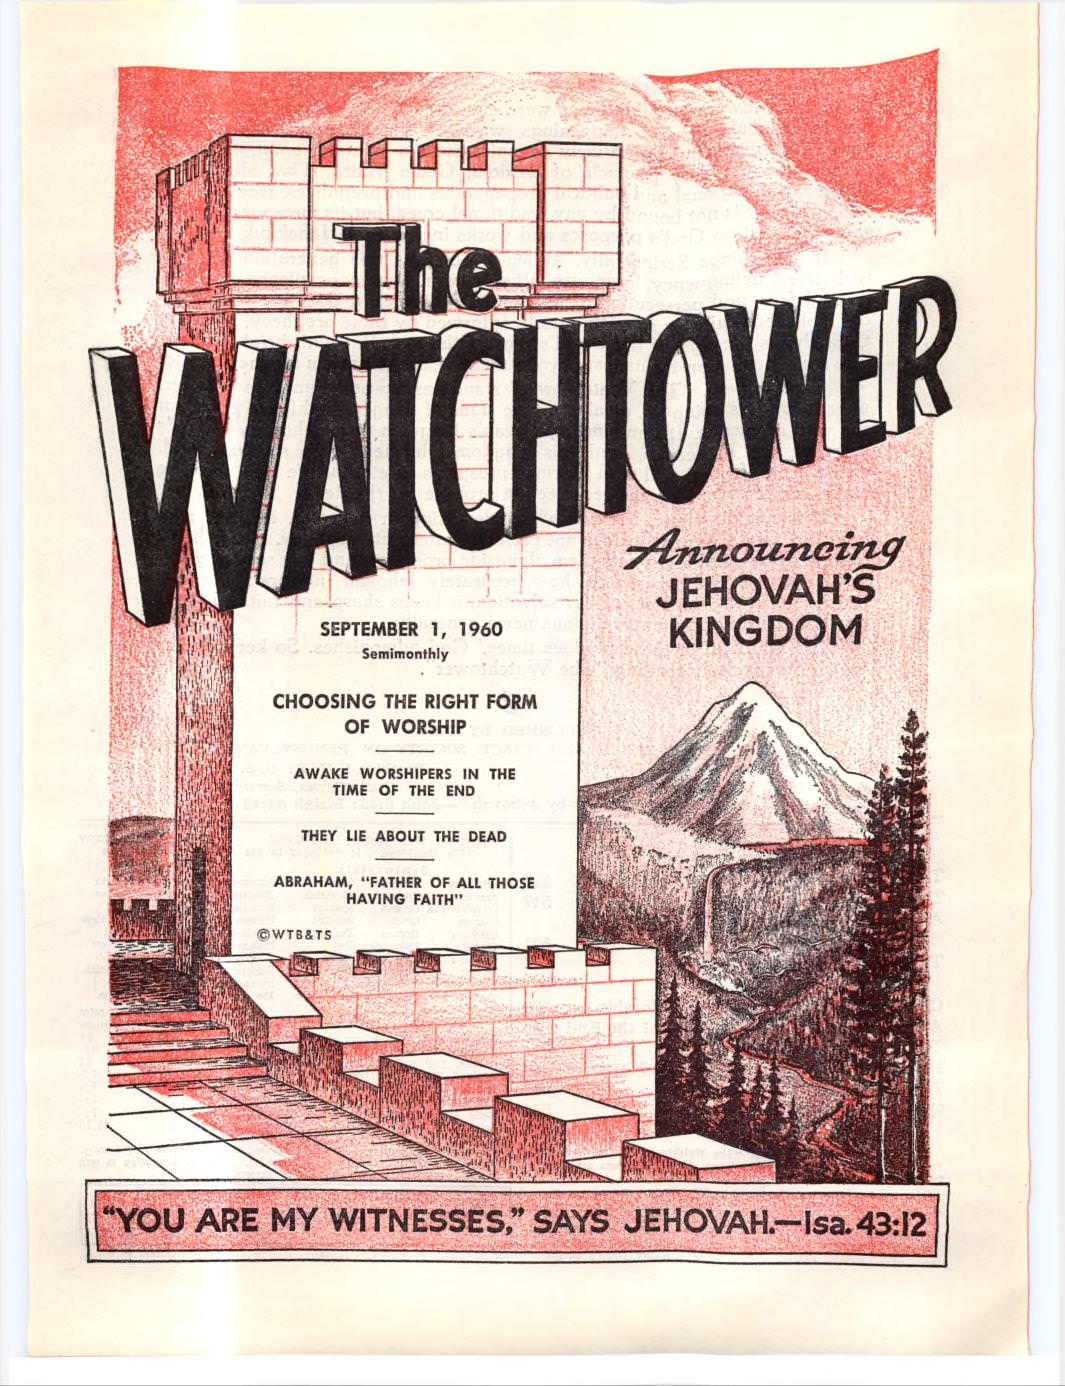 The
WATCHTOWER
Announcing
JEHOVAH'S
KINGDOM
SEPTEMBER 1, 1960
Semimonthly
CHOOSING THE RIGHT FORM
OF WORSHIP
AWAKE WORSHIPERS IN THE
TIME OF THE END
THEY LIE ABOUT THE DEAD
ABRAHAM, "FATHER OF ALL THOSE
HAVING FAITH"
©WTB&TS
"YOU ARE MY WITNESSES," SAYS JEHOVAH.—Isa. 43:12